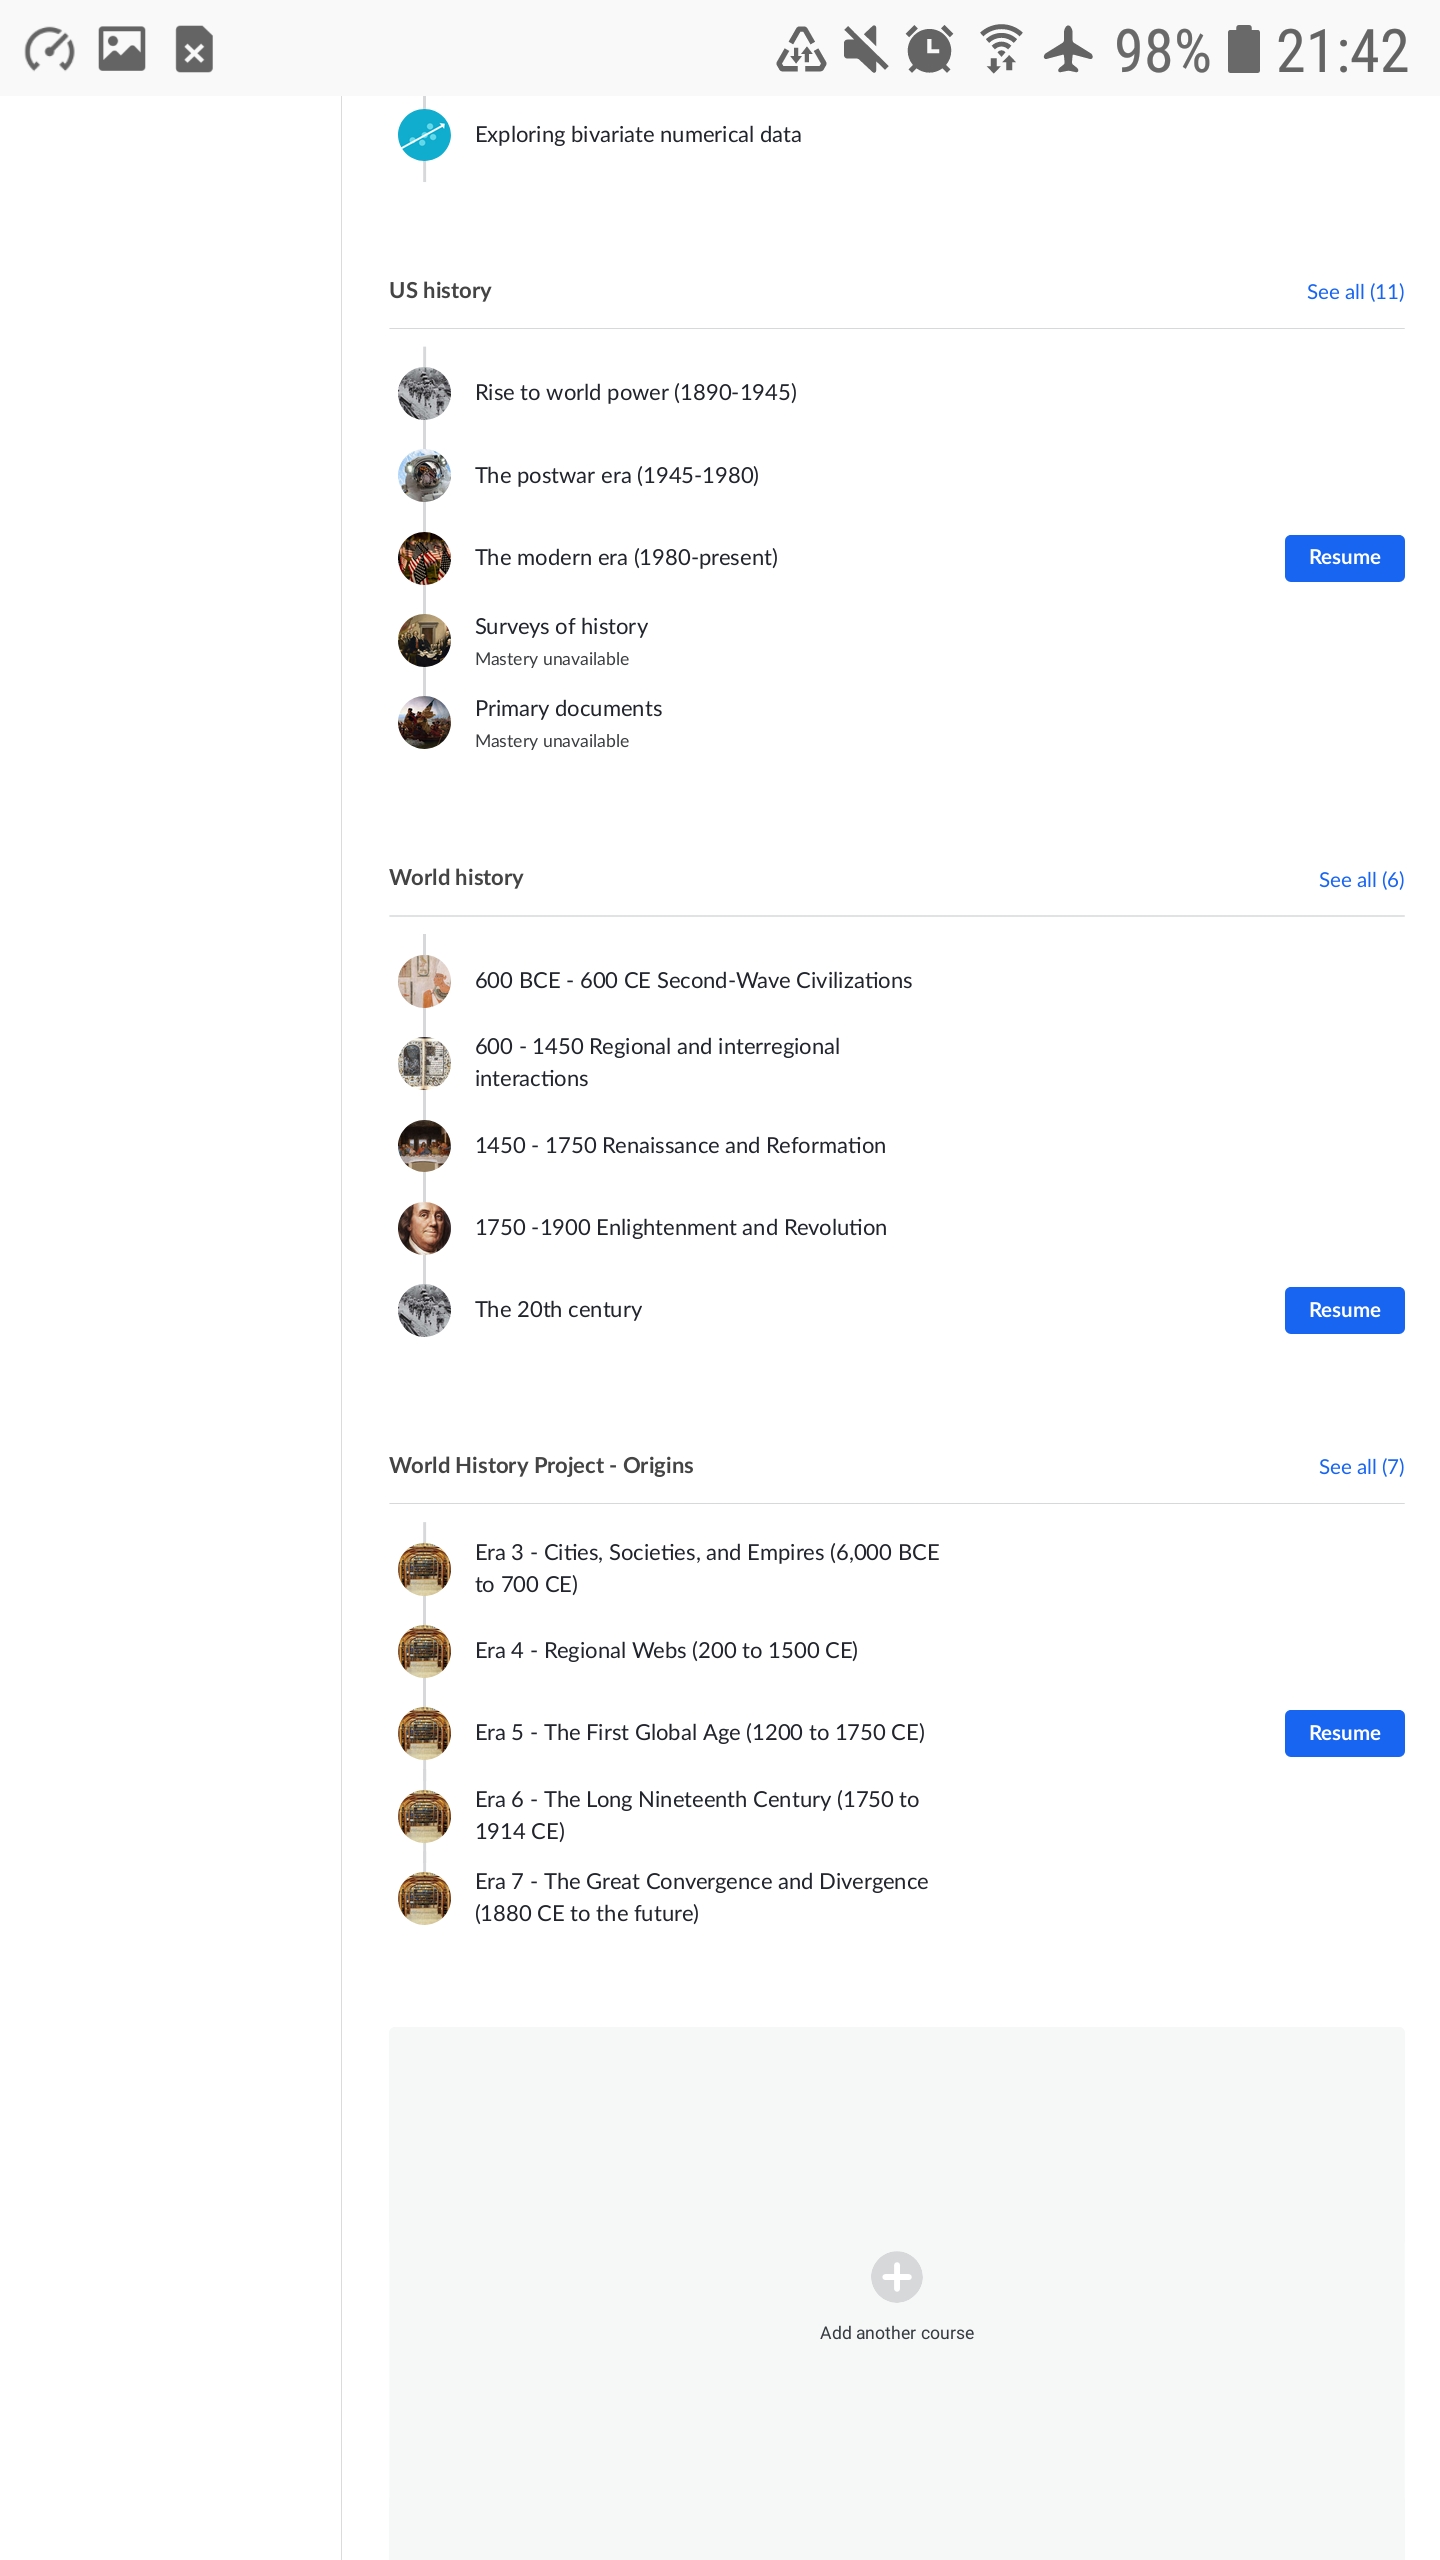 98% 21:42
Exploring bivariate numerical data
US history See all (11)
Rise to world power (1890-1945)
The postwar era (1945-1980)
The modern era (1980-present) Resume
Surveys of history
Mastery unavailable
Primary documents
Mastery unavailable
World history See all (6)
600 BCE - 600 CE Second-Wave Civilizations
600 - 1450 Regional and interregional
interactions
1450 - 1750 Renaissance and Reformation
1750 -1900 Enlightenment and Revolution
The 20th century Resume
World History Project - Origins See all (7)
Era 3 - Cities, Societies, and Empires (6,000 BCE
to 700 CE)
Era 4 - Regional Webs (200 to 1500 CE)
Era 5 - The First Global Age (1200 to 1750 CE) Resume
Era 6 - The Long Nineteenth Century (1750 to
1914 CE)
Era 7 - The Great Convergence and Divergence
(1880 CE to the future)
Add another course